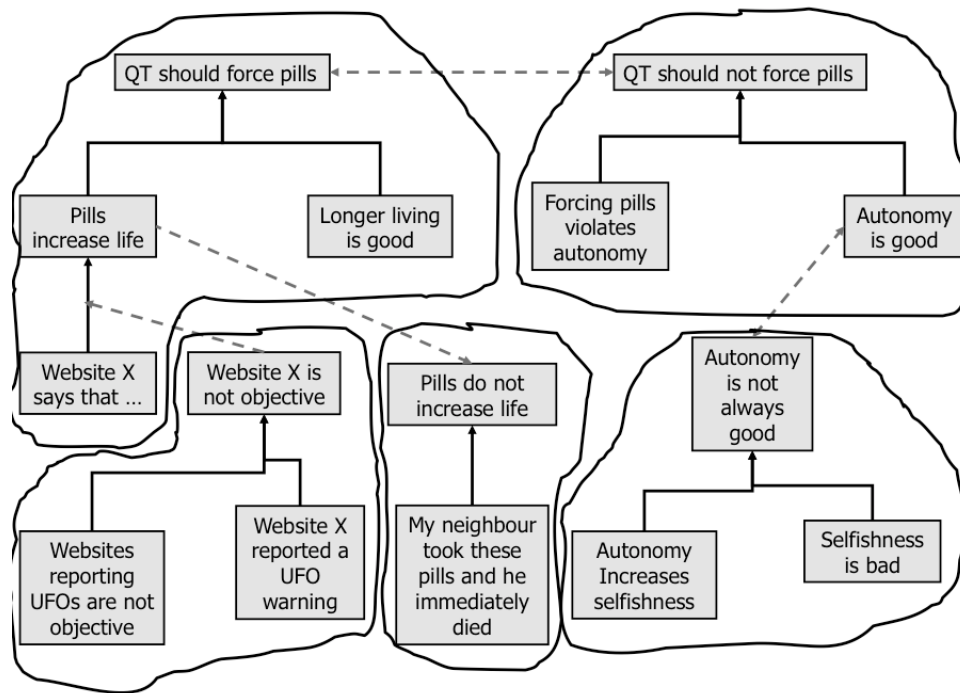 QT should force pills
QT should not force pills
Pills
increase life
Longer living
is good
Forcing pills
violates
autonomy
Autonomy
is good
Website X
says that ...
Website X is
not objective
Pills do not
increase life
Autonomy
is not
always
good
Websites
reporting
UFOs are not
objective
Website X
reported a
UFO
warning
My neighbour
took these
pills and he
immediately
died
Autonomy
Increases
selfishness
Selfishness
is bad